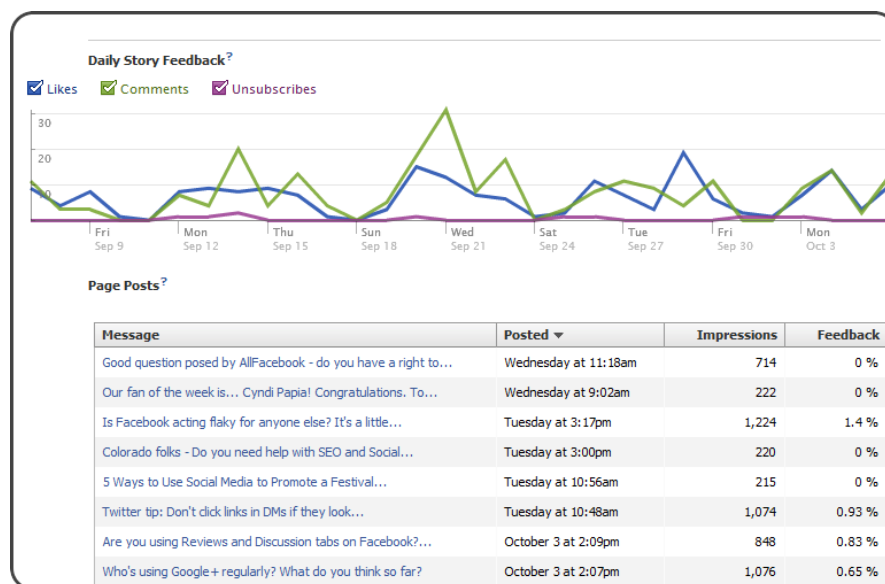 Daily Story Feedback?
Likes Comments Unsubscribes
30
20
10
Fri Mon Thu Sun Wed Sat Tue Fri Mon
Sep 9 Sep 12 Sep 15 Sep 18 Sep 21 Sep 24 Sep 27 Sep 30 Oct 3
Page Posts?
Message Posted Impressions Feedback
Good question posed by AllFacebook - do you have a right to... Wednesday at 11:18am 714 0 %
Our fan of the week is... Cyndi Papia! Congratulations. To... Wednesday at 9:02am 222 0 %
Is Facebook acting flaky for anyone else? It's a little... Tuesday at 3:17pm 1,224 1.4 %
Colorado folks - Do you need help with SEO and Social... Tuesday at 3:00pm 220 0 %
5 Ways to Use Social Media to Promote a Festival... Tuesday at 10:56am 215 0 %
Twitter tip: Don't click links in DMs if they look... Tuesday at 10:48am 1,074 0.93 %
Are you using Reviews and Discussion tabs on Facebook?... October 3 at 2:09pm 848 0.83 %
Who's using Google+ regularly? What do you think so far? October 3 at 2:07pm 1,076 0.65 %